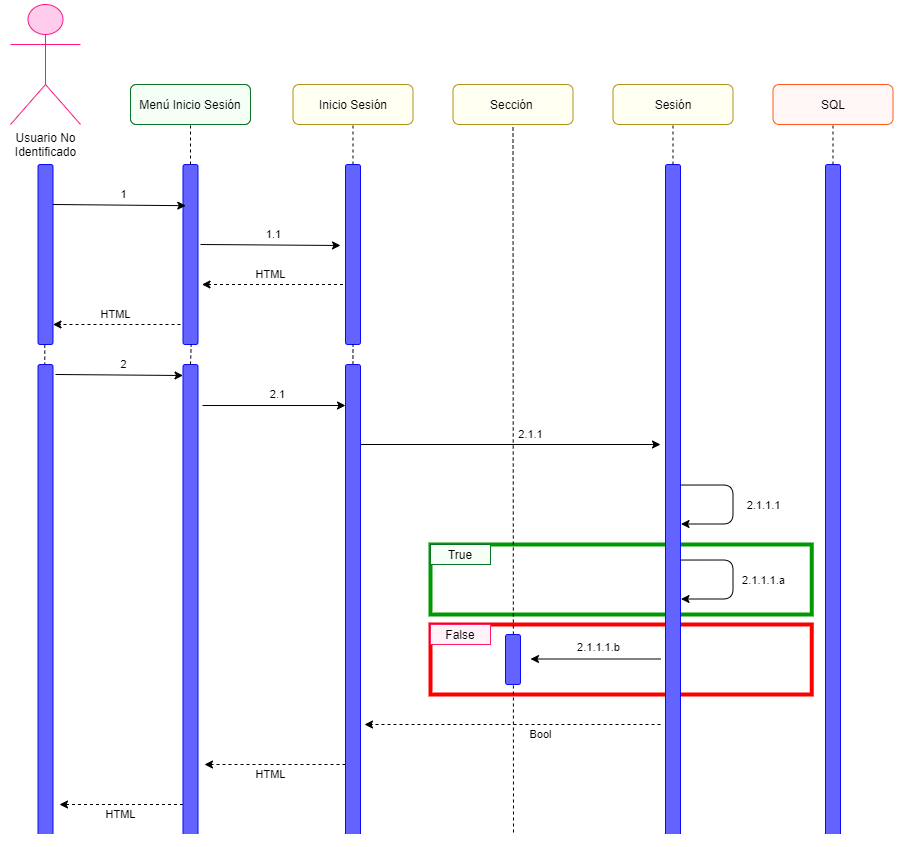 Menú Inicio Sesión
Inicio Sesión
Sección
Sesión
SQL
Usuario No
Identificado
1
1.1
HTML
HTML
2
2.1
2.1.1
2.1.1.1
True
2.1.1.1.a
False
2.1.1.1.b
Bool
HTML
HTML